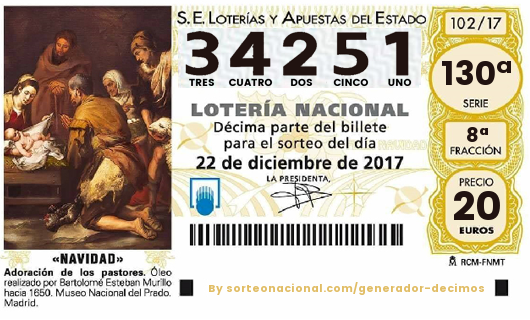 S.E. LOTERÍAS Y APUESTAS DEL ESTADO
34251
TRES CUATRO DOS CINCO UNO
LOTERÍA NACIONAL
Décima parte del billete
para el sorteo del día
22 de diciembre de 2017
LA PRESIDENTA,
102/17
130ª
SERIE
8ª
FRACCIÓN
PRECIO
20
EUROS
RCM-FNMT
«NAVIDAD»
Adoración de los pastores. Óleo
realizado por Bartolomé Esteban Murillo
hacia 1650. Museo Nacional del Prado.
Madrid.
By sorteonacional.com/generador-decimos